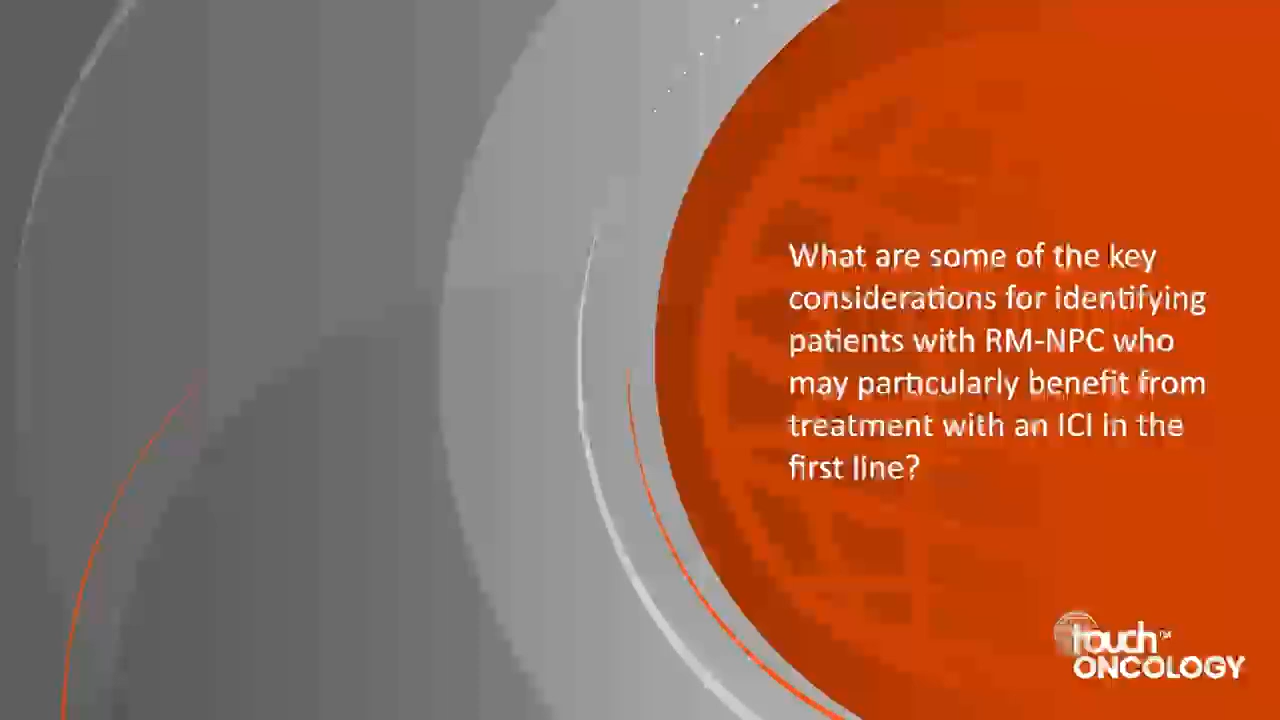 What are some of the key
considerations for identifying
patients with RM-NPC who
may particularly benefit from
treatment with an ICI in the
first line?
touch™
ONCOLOGY